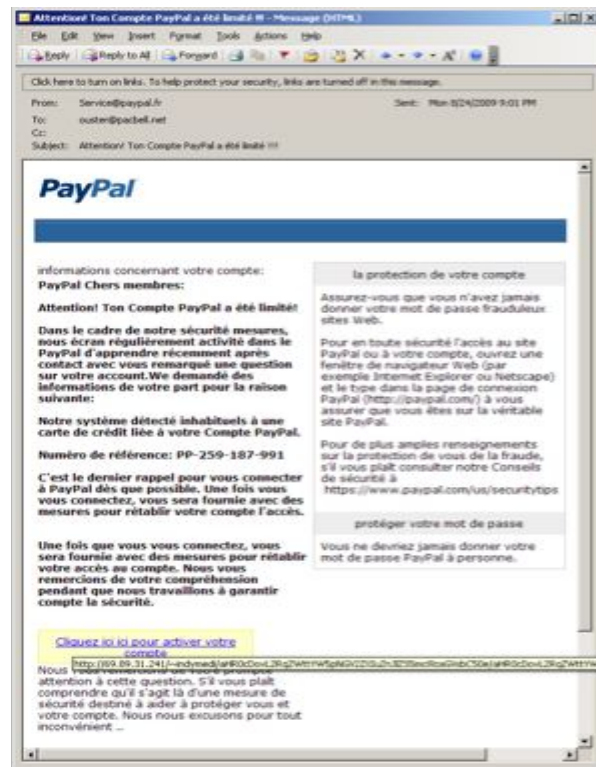 Attention! Ton Compte PayPal a été limité !!! - Message (HTML)
File Edit View Insert Format Tools Actions Help
Reply Reply to All Forward
Click here to turn on links. To help protect your security, links are turned off in this message.
From: Service@paypal.fr Sent: Mon 8/24/2009 9:01 PM
To: ouster@pacbell.net
Cc:
Subject: Attention! Ton Compte PayPal a été limité !!!
PayPal
informations concernant votre compte:
PayPal Chers membres:
Attention! Ton Compte PayPal a été limité!
Dans le cadre de notre sécurité mesures,
nous écran régulièrement activité dans le
PayPal d'apprendre récemment après
contact avec vous remarqué une question
sur votre account.We demandé des
informations de votre part pour la raison
suivante:
Notre système détecté inhabituels à une
carte de crédit liée à votre Compte PayPal.
Numéro de référence: PP-259-187-991
C'est le dernier rappel pour vous connecter
à PayPal dès que possible. Une fois vous
vous connectez, vous sera fournie avec des
mesures pour rétablir votre compte l'accès.
Une fois que vous vous connectez, vous
sera fournie avec des mesures pour rétablir
votre accès au compte. Nous vous
remercions de votre compréhension
pendant que nous travaillons à garantir
compte la sécurité.
Cliquez ici ici pour activer votre
compte
http://69.89.31.241/~indymedi/
Nous vous remercions de votre prompte
attention à cette question. S'il vous plaît
comprendre qu'il s'agit là d'une mesure de
sécurité destiné à aider à protéger vous et
votre compte. Nous nous excusons pour tout
inconvénient ...
la protection de votre compte
Assurez-vous que vous n'avez jamais
donner votre mot de passe frauduleux
sites Web.
Pour en toute sécurité l'accès au site
PayPal ou à votre compte, ouvrez une
fenêtre de navigateur Web (par
exemple Internet Explorer ou Netscape)
et le type dans la page de connexion
PayPal (http://paypal.com/) à vous
assurer que vous êtes sur la véritable
site PayPal.
Pour de plus amples renseignements
sur la protection de vous de la fraude,
s'il vous plaît consulter notre Conseils
de sécurité à
https://www.paypal.com/us/securitytips
protéger votre mot de passe
Vous ne devriez jamais donner votre
mot de passe PayPal à personne.